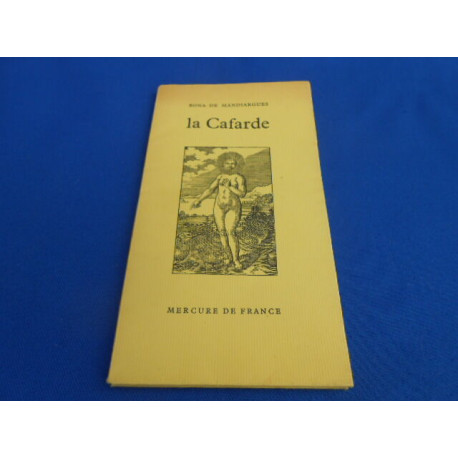 BONA DE MANDIARGUES
la Cafarde
MERCURE DE FRANCE